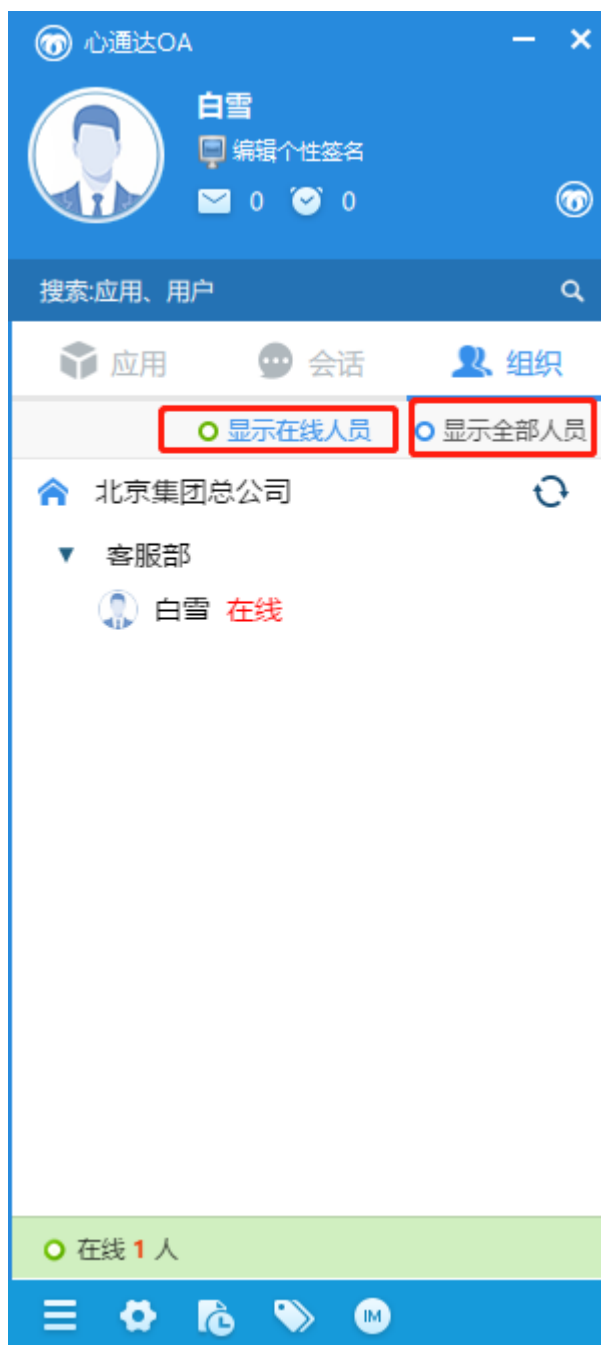 心通达OA
白雪
编辑个性签名
0 0
搜索:应用、用户
应用 会话 组织
显示在线人员 显示全部人员
北京集团总公司
客服部
白雪 在线
在线 1 人
IM